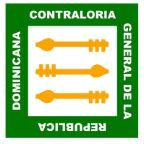 CONTRALORIA
GENERAL DE LA
REPUBLICA
DOMINICANA